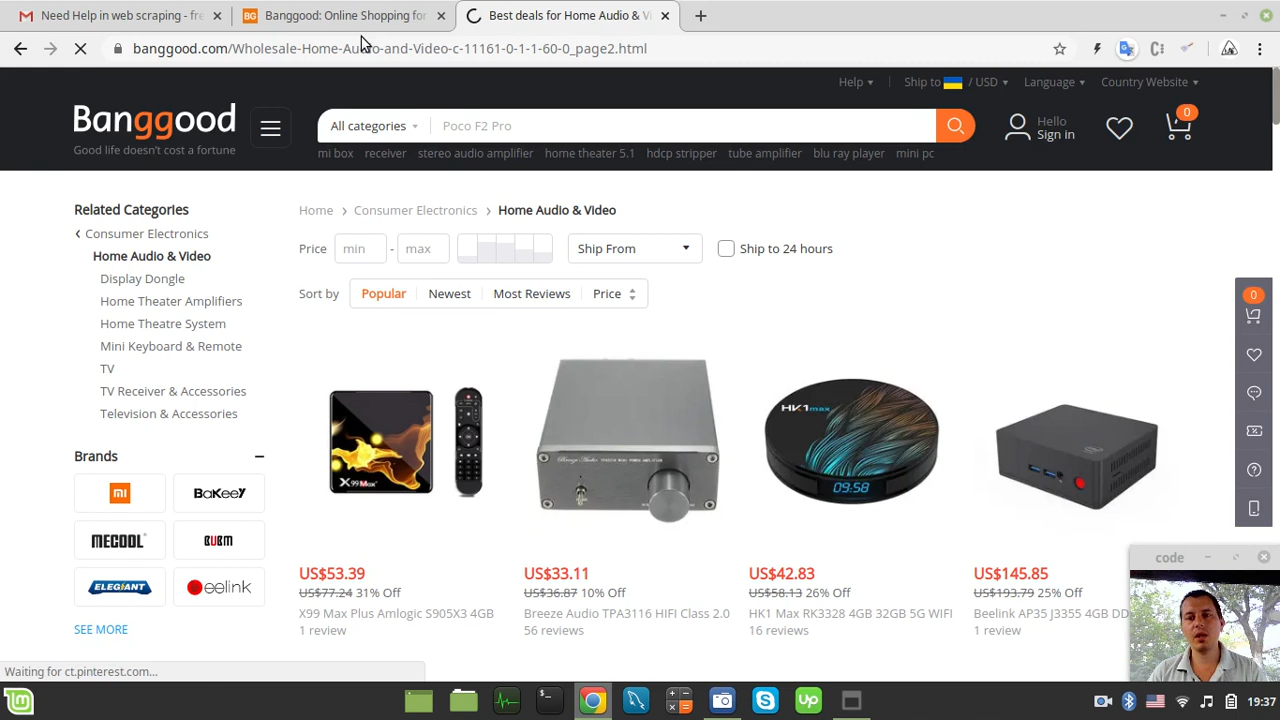 Need Help in web scraping - fre
Banggood: Online Shopping for
Best deals for Home Audio & Vi
banggood.com/Wholesale-Home-Audio-and-Video-c-11161-0-1-1-60-0_page2.html
Help
Ship to / USD
Language
Country Website
Banggood
Good life doesn't cost a fortune
All categories
Poco F2 Pro
Hello
Sign in
0
mi box receiver stereo audio amplifier home theater 5.1 hdcp stripper tube amplifier blu ray player mini pc
Related Categories
Consumer Electronics
Home Audio & Video
Display Dongle
Home Theater Amplifiers
Home Theatre System
Mini Keyboard & Remote
TV
TV Receiver & Accessories
Television & Accessories
Brands
mi
BaKeeY
MECOOL
BUBM
ELEGIANT
eelink
SEE MORE
Home > Consumer Electronics > Home Audio & Video
Price min - max Ship From Ship to 24 hours
Sort by Popular Newest Most Reviews Price
X99 Max+
Breeze Audio
HK1max
09:58
0
US$53.39
US$77.24 31% Off
X99 Max Plus Amlogic S905X3 4GB
1 review
US$33.11
US$36.87 10% Off
Breeze Audio TPA3116 HIFI Class 2.0
56 reviews
US$42.83
US$58.13 26% Off
HK1 Max RK3328 4GB 32GB 5G WIFI
16 reviews
US$145.85
US$193.79 25% Off
Beelink AP35 J3355 4GB DD
1 review
code
Waiting for ct.pinterest.com...
19:37